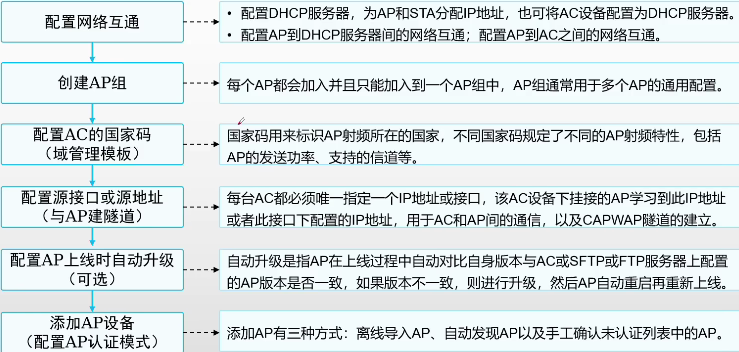 配置网络互通
• 配置DHCP服务器，为AP和STA分配IP地址，也可将AC设备配置为DHCP服务器。
• 配置AP到DHCP服务器间的网络互通；配置AP到AC之间的网络互通。
创建AP组
每个AP都会加入并且只能加入到一个AP组中，AP组通常用于多个AP的通用配置。
配置AC的国家码
（域管理模板）
国家码用来标识AP射频所在的国家，不同国家码规定了不同的AP射频特性，包括
AP的发送功率、支持的信道等。
配置源接口或源地址
（与AP建隧道）
每台AC都必须唯一指定一个IP地址或接口，该AC设备下挂接的AP学习到此IP地址
或者此接口下配置的IP地址，用于AC和AP间的通信，以及CAPWAP隧道的建立。
配置AP上线时自动升级
（可选）
自动升级是指AP在上线过程中自动对比自身版本与AC或SFTP或FTP服务器上配置
的AP版本是否一致，如果版本不一致，则进行升级，然后AP自动重启再重新上线。
添加AP设备
（配置AP认证模式）
添加AP有三种方式：离线导入AP、自动发现AP以及手工确认未认证列表中的AP。